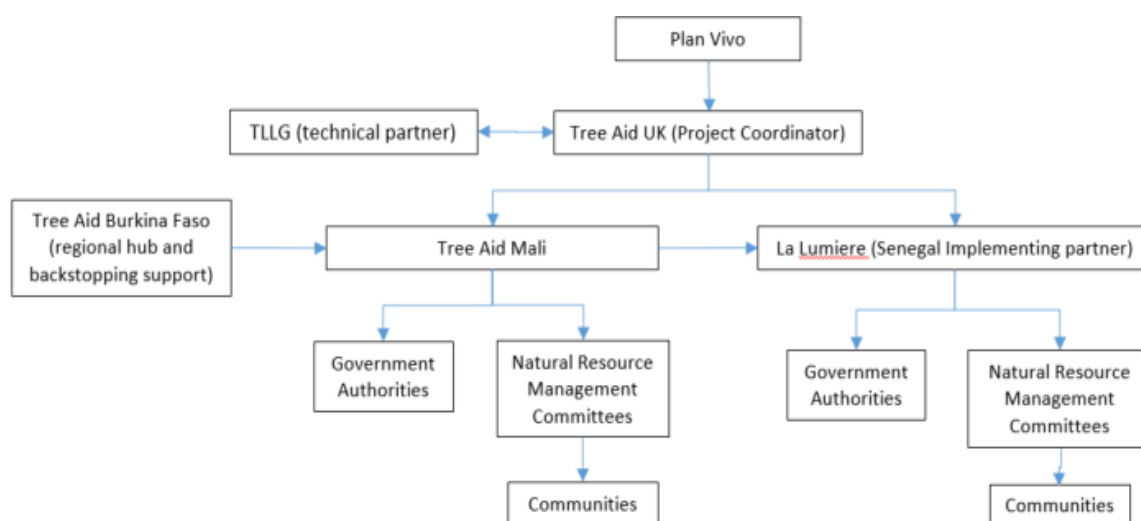 Plan Vivo
TLLG (technical partner)
Tree Aid UK (Project Coordinator)
Tree Aid Burkina Faso
(regional hub and
backstopping support)
Tree Aid Mali
La Lumiere (Senegal Implementing partner)
Government
Authorities
Natural Resource
Management
Committees
Government
Authorities
Natural Resource
Management
Committees
Communities
Communities